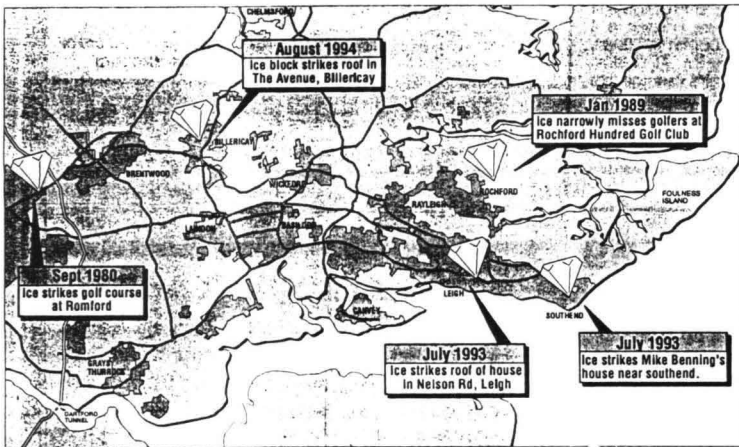 CHELMSFORD
August 1994
Ice block strikes roof in
The Avenue, Billericay
Jan 1989
Ice narrowly misses golfers at
Rochford Hundred Golf Club
BILLERICAY
BRENTWOOD
WICKFORD
RAYLEIGH
ROCHFORD
FOULNESS
ISLAND
LAINDON
BASILDON
Sept 1980
Ice strikes golf course
at Romford
LEIGH
SOUTHEND
CANVEY
July 1993
Ice strikes roof of house
in Nelson Rd, Leigh
July 1993
Ice strikes Mike Benning's
house near southend.
GRAYS
THURROCK
DARTFORD
TUNNEL